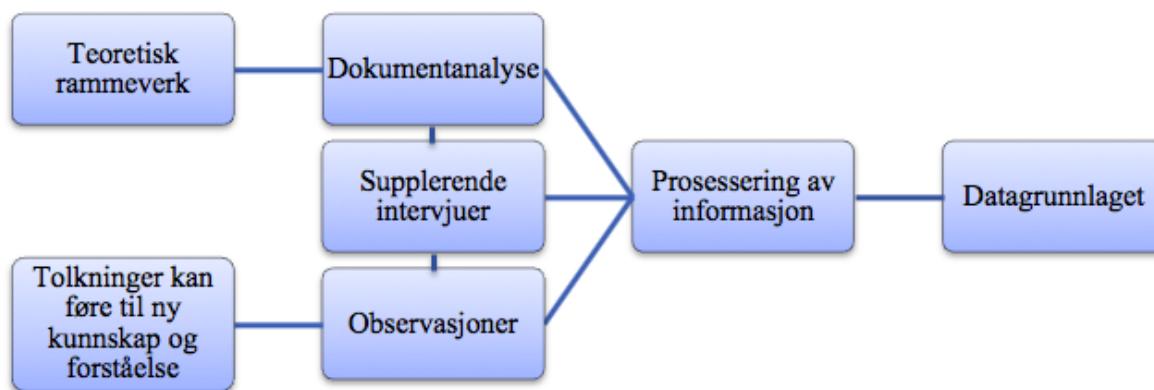 Teoretisk
rammeverk
Dokumentanalyse
Supplerende
intervjuer
Prosessering av
informasjon
Datagrunnlaget
Tolkninger kan
føre til ny
kunnskap og
forståelse
Observasjoner